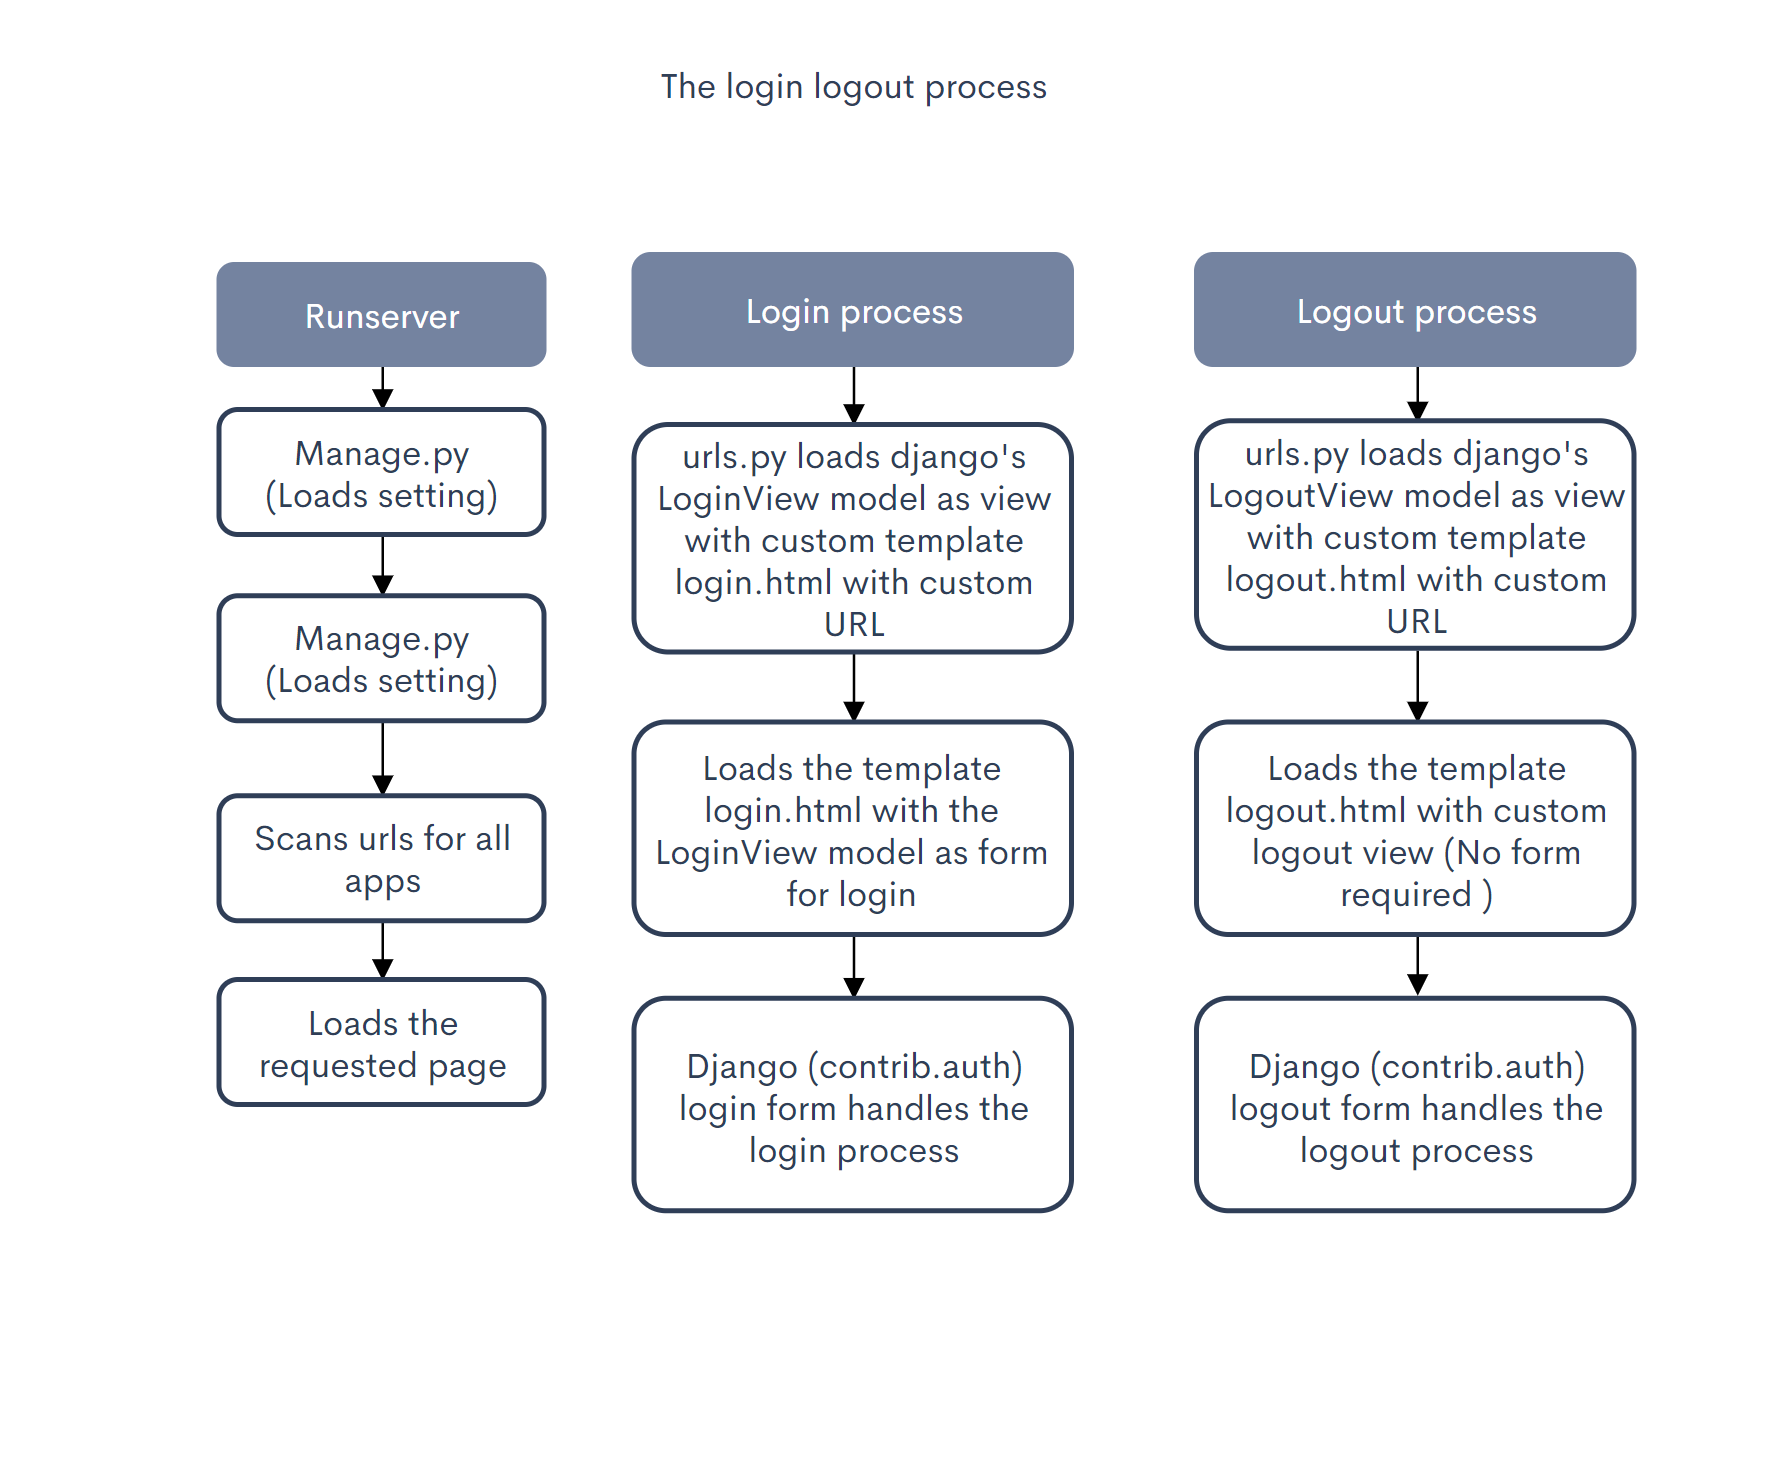 The login logout process
Runserver
Manage.py
(Loads setting)
Manage.py
(Loads setting)
Scans urls for all
apps
Loads the
requested page
Login process
urls.py loads django's
LoginView model as view
with custom template
login.html with custom
URL
Loads the template
login.html with the
LoginView model as form
for login
Django (contrib.auth)
login form handles the
login process
Logout process
urls.py loads django's
LogoutView model as view
with custom template
logout.html with custom
URL
Loads the template
logout.html with custom
logout view (No form
required )
Django (contrib.auth)
logout form handles the
logout process